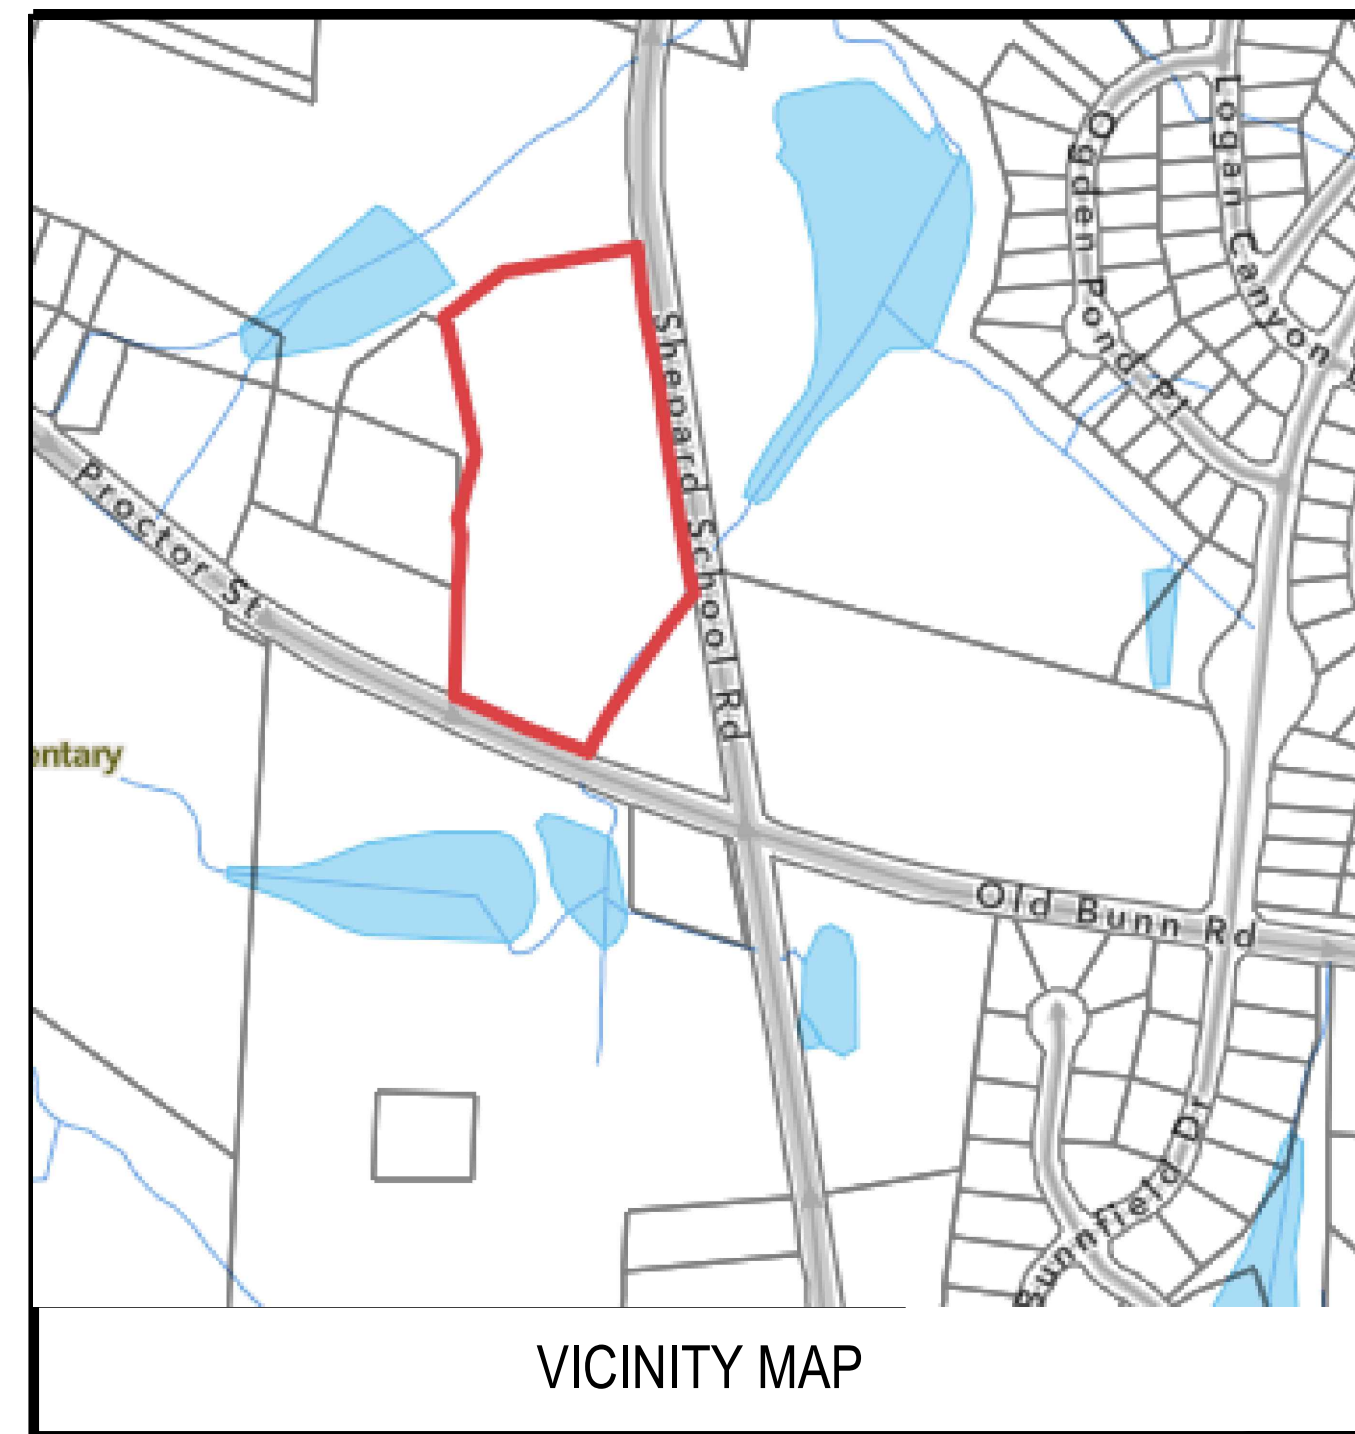 Logan Canyon
Ogden Pond Pl
Shepard School Rd
Proctor St
entary
Old Bunn Rd
Bunnfield Dr
VICINITY MAP